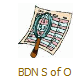 BDN S of O